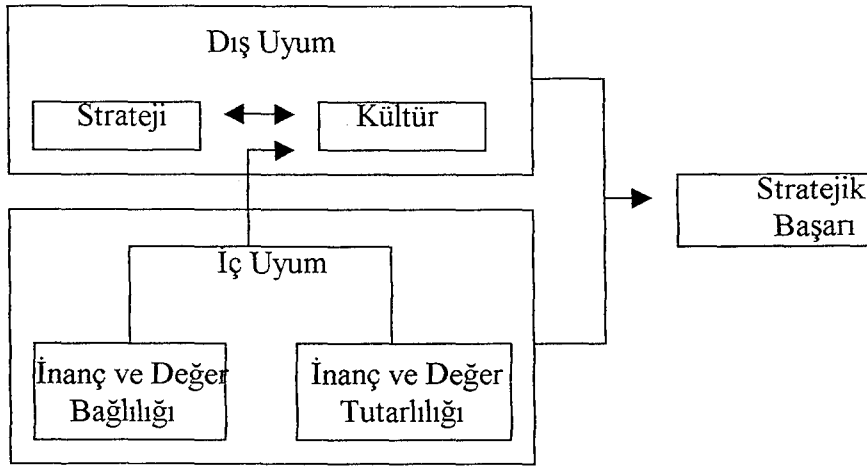 Dış Uyum
Strateji
Kültür
Stratejik
Başarı
İç Uyum
İnanç ve Değer
Bağlılığı
İnanç ve Değer
Tutarlılığı